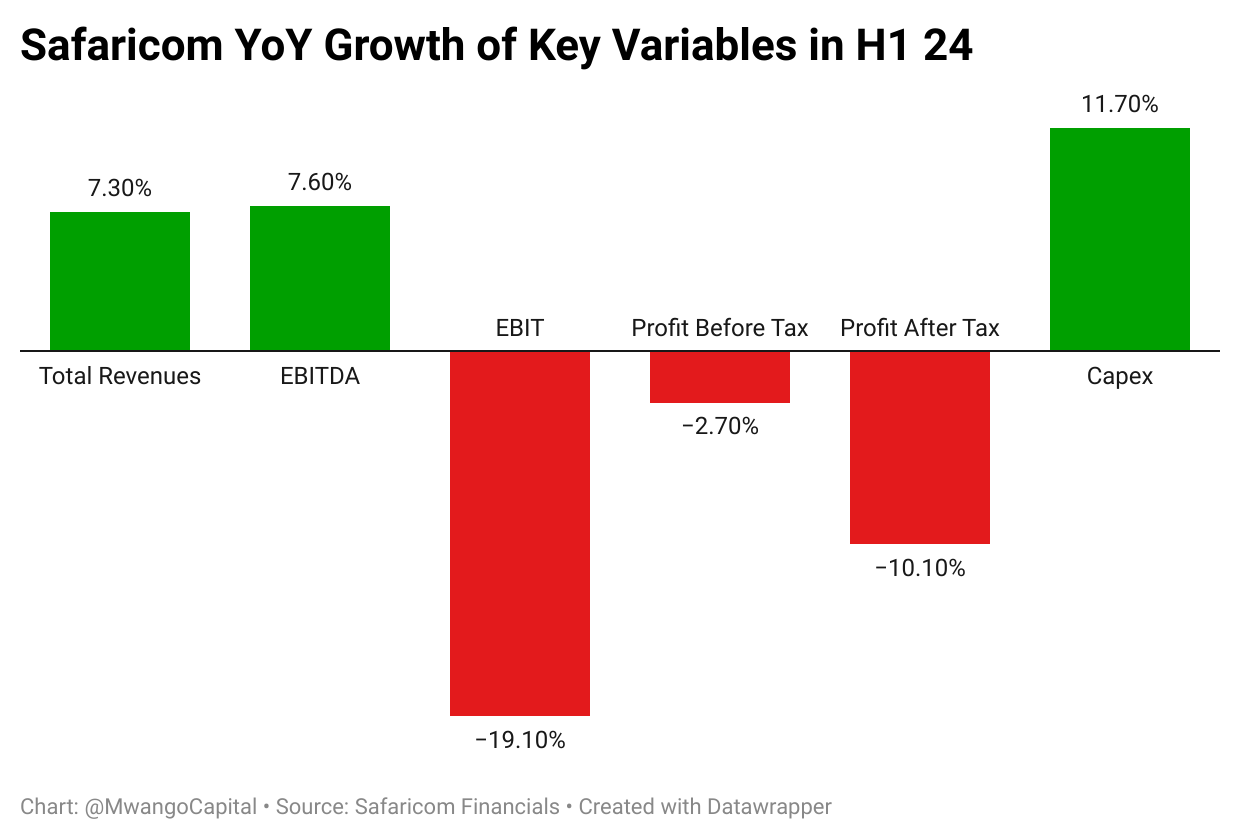 Safaricom YoY Growth of Key Variables in H1 24
11.70%
7.30%
7.60%
EBIT
Profit Before Tax
Profit After Tax
Total Revenues
EBITDA
Capex
−2.70%
−10.10%
−19.10%
Chart: @MwangoCapital • Source: Safaricom Financials • Created with Datawrapper